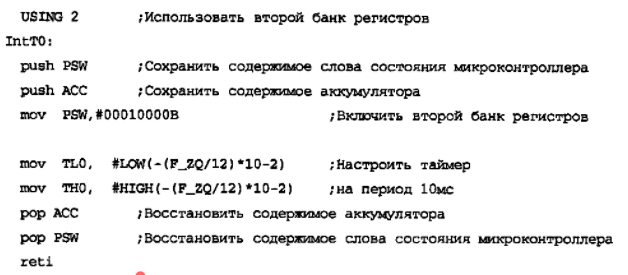 USING 2 ;Использовать второй банк регистров
IntT0:
push PSW ;Сохранить содержимое слова состояния микроконтроллера
push ACC ;Сохранить содержимое аккумулятора
mov PSW,#00010000B ;Включить второй банк регистров
mov TL0, #LOW(-(F_ZQ/12)*10-2) ;Настроить таймер
mov TH0, #HIGH(-(F_ZQ/12)*10-2) ;на период 10мс
pop ACC ;Восстановить содержимое аккумулятора
pop PSW ;Восстановить содержимое слова состояния микроконтроллера
reti